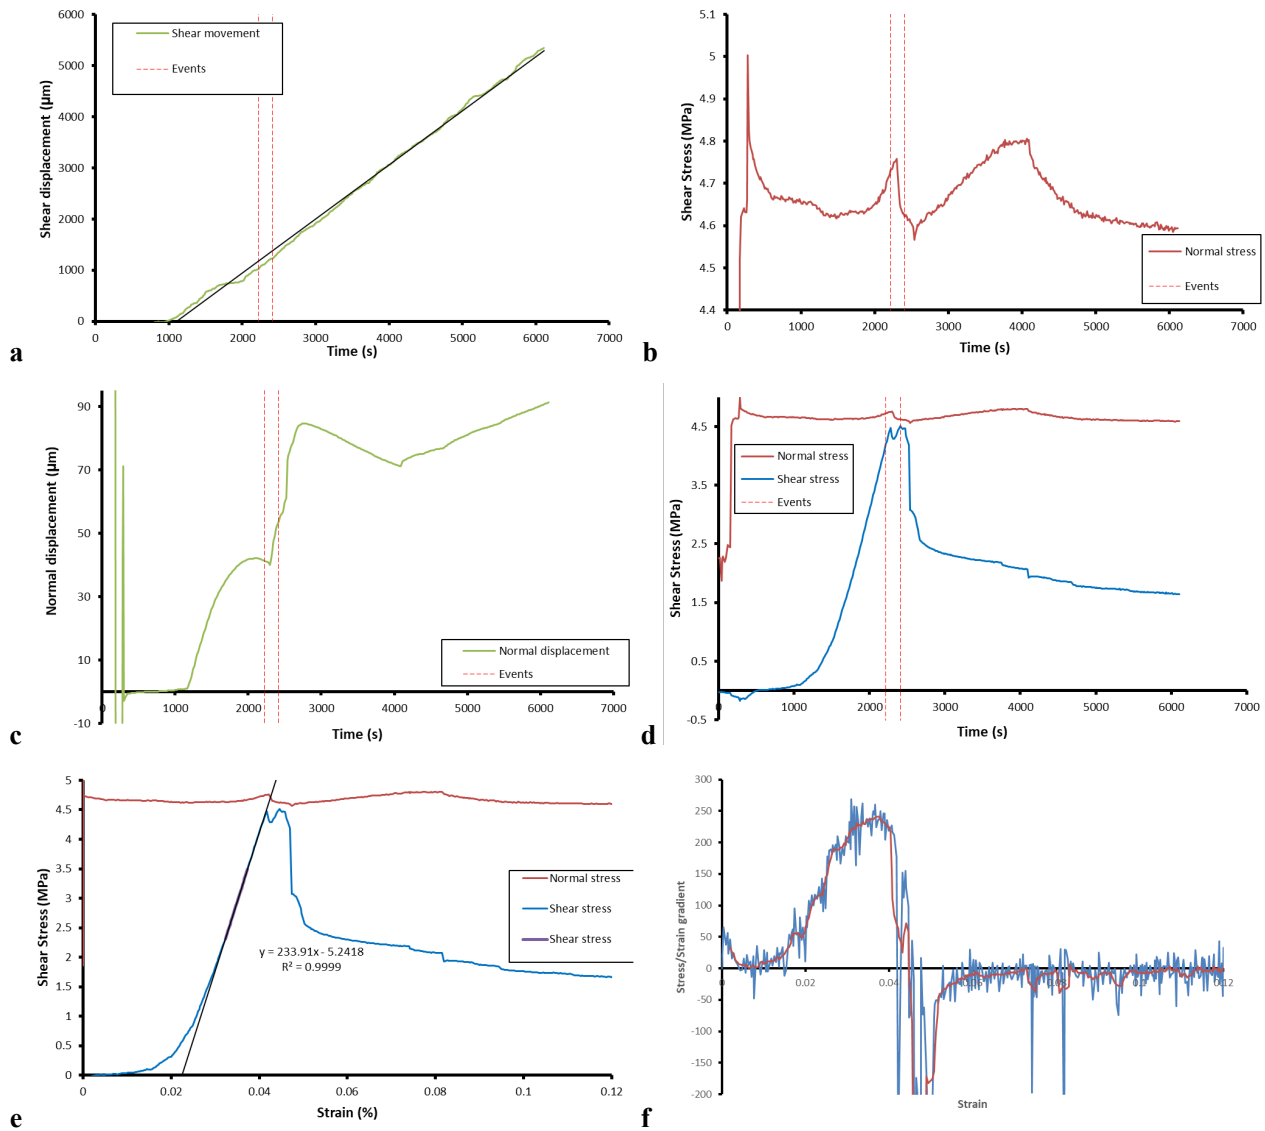 6000
5000
4000
3000
2000
1000
0
Shear displacement (µm)
Shear movement
Events
0 1000 2000 3000 4000 5000 6000 7000
Time (s)
a
5.1
5
4.9
4.8
4.7
4.6
4.5
4.4
Shear Stress (MPa)
Normal stress
Events
0 1000 2000 3000 4000 5000 6000 7000
Time (s)
b
90
70
50
30
10
-10
Normal displacement (µm)
Normal displacement
Events
0 1000 2000 3000 4000 5000 6000 7000
Time (s)
c
4.5
3.5
2.5
1.5
0.5
-0.5
Shear Stress (MPa)
Normal stress
Shear stress
Events
0 1000 2000 3000 4000 5000 6000 7000
Time (s)
d
5
4.5
4
3.5
3
2.5
2
1.5
1
0.5
0
Shear Stress (MPa)
Normal stress
Shear stress
Shear stress
y = 233.91x - 5.2418
R² = 0.9999
0 0.02 0.04 0.06 0.08 0.1 0.12
Strain (%)
e
300
250
200
150
100
50
0
-50
-100
-150
-200
Stress/Strain gradient
0 0.02 0.04 0.06 0.08 0.1 0.12
Strain
f